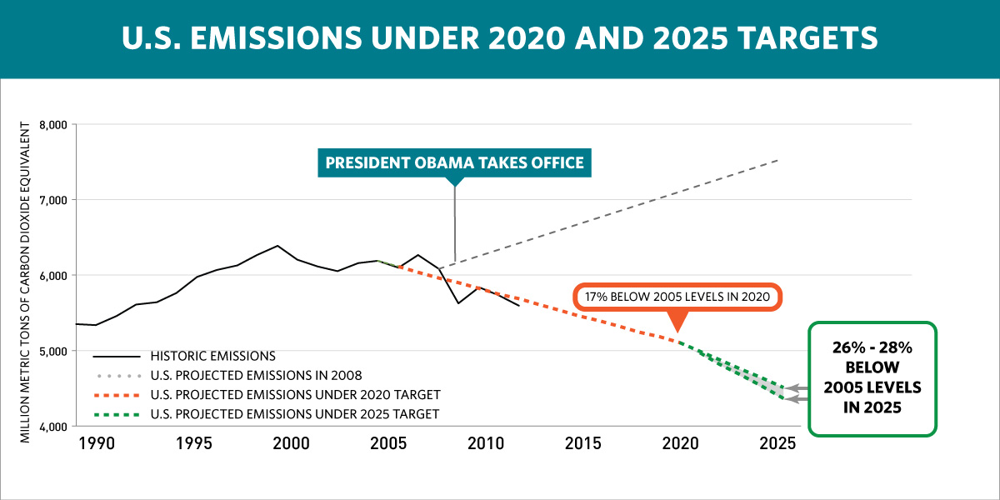 U.S. EMISSIONS UNDER 2020 AND 2025 TARGETS
MILLION METRIC TONS OF CARBON DIOXIDE EQUIVALENT
8,000
7,000
6,000
5,000
4,000
PRESIDENT OBAMA TAKES OFFICE
17% BELOW 2005 LEVELS IN 2020
26% - 28%
BELOW
2005 LEVELS
IN 2025
HISTORIC EMISSIONS
U.S. PROJECTED EMISSIONS IN 2008
U.S. PROJECTED EMISSIONS UNDER 2020 TARGET
U.S. PROJECTED EMISSIONS UNDER 2025 TARGET
1990 1995 2000 2005 2010 2015 2020 2025